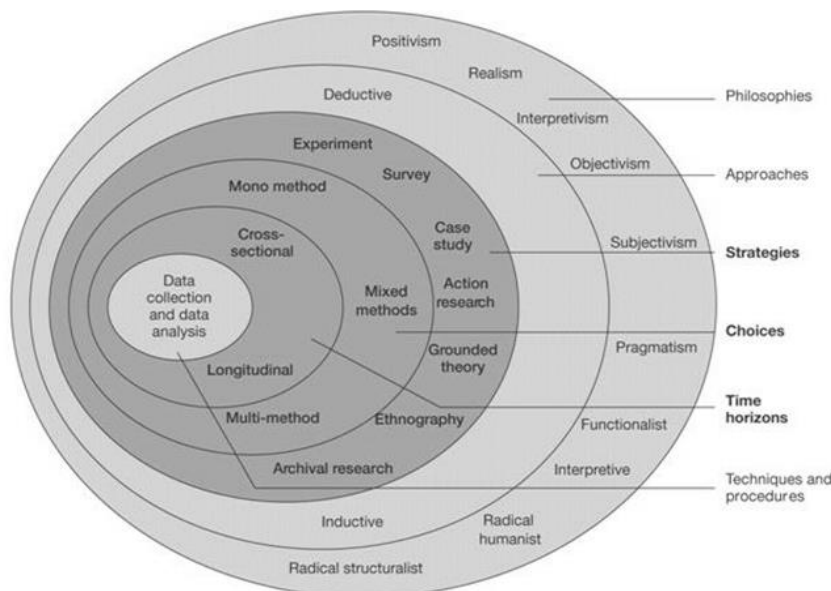 Positivism
Realism
Philosophies
Deductive
Interpretivism
Experiment
Objectivism
Survey
Approaches
Mono method
Case
study
Cross-
sectional
Subjectivism
Strategies
Data
collection
and data
analysis
Mixed
methods
Action
research
Choices
Grounded
theory
Pragmatism
Longitudinal
Time
horizons
Multi-method
Ethnography
Functionalist
Archival research
Interpretive
Techniques and
procedures
Inductive
Radical
humanist
Radical structuralist